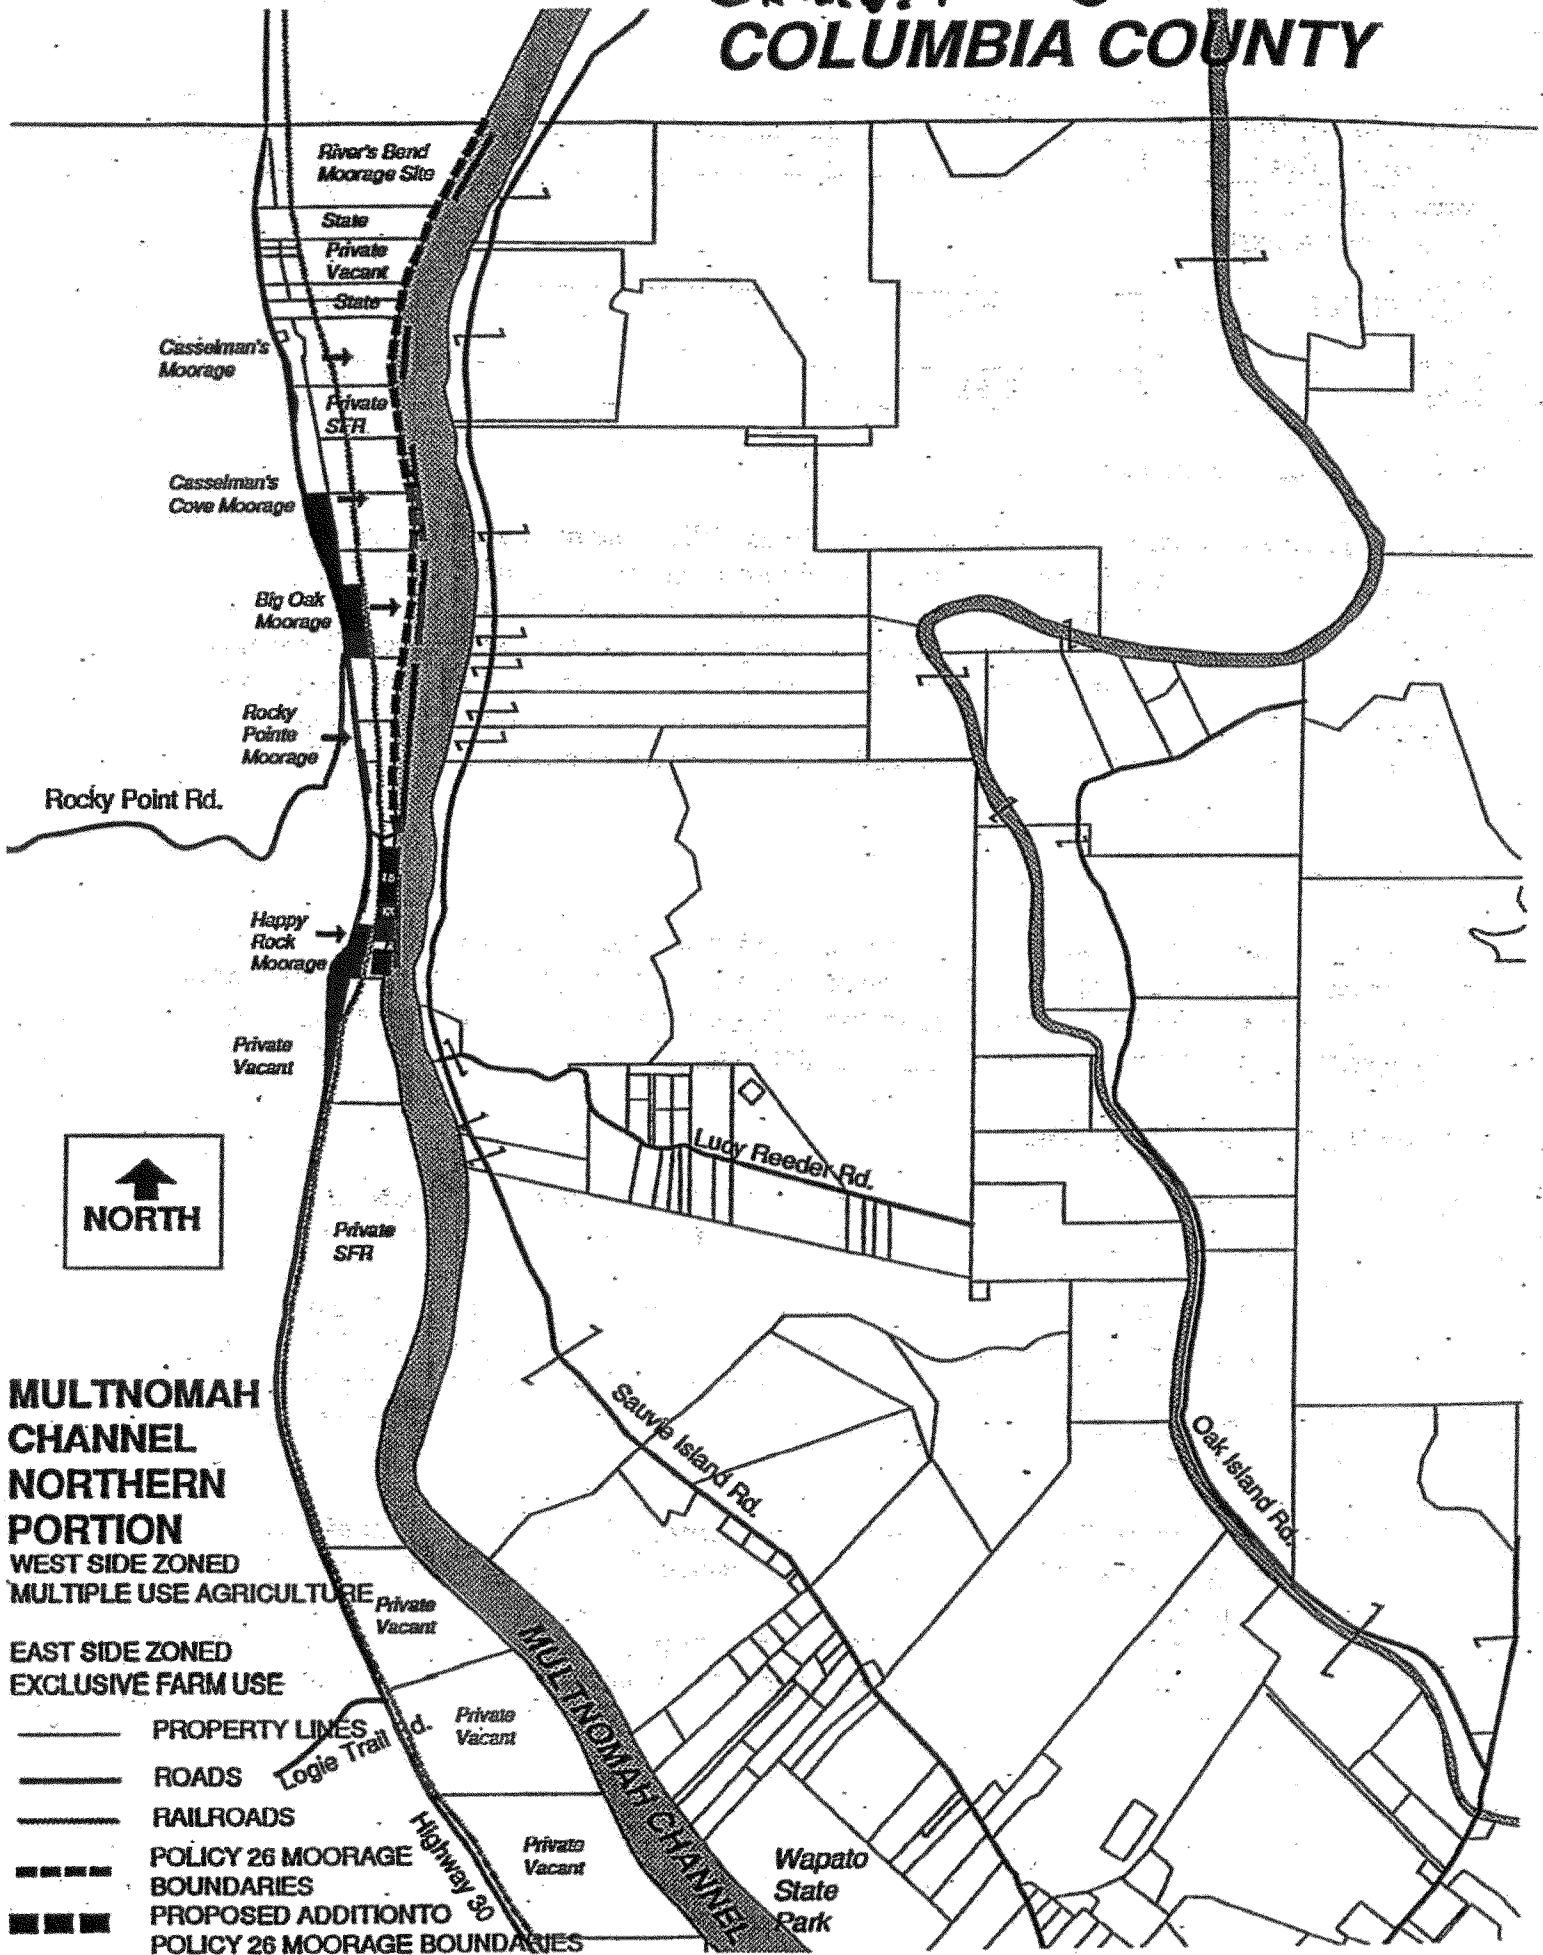 COLUMBIA COUNTY
River's Bend
Moorage Site
State
Private
Vacant
State
Casselman's
Moorage
Private
SFR
Casselman's
Cove Moorage
Big Oak
Moorage
Rocky
Pointe
Moorage
Rocky Point Rd.
Happy
Rock
Moorage
Private
Vacant
Lucy Reeder Rd.
NORTH
Private
SFR
Sauvie Island Rd.
Oak Island Rd.
MULTNOMAH
CHANNEL
NORTHERN
PORTION
WEST SIDE ZONED
MULTIPLE USE AGRICULTURE
Private
Vacant
EAST SIDE ZONED
EXCLUSIVE FARM USE
MULTNOMAH CHANNEL
Private
Vacant
PROPERTY LINES
Logie Trail Rd.
ROADS
RAILROADS
Highway 30
Private
Vacant
Wapato
State
Park
POLICY 26 MOORAGE
BOUNDARIES
PROPOSED ADDITIONTO
POLICY 26 MOORAGE BOUNDARIES